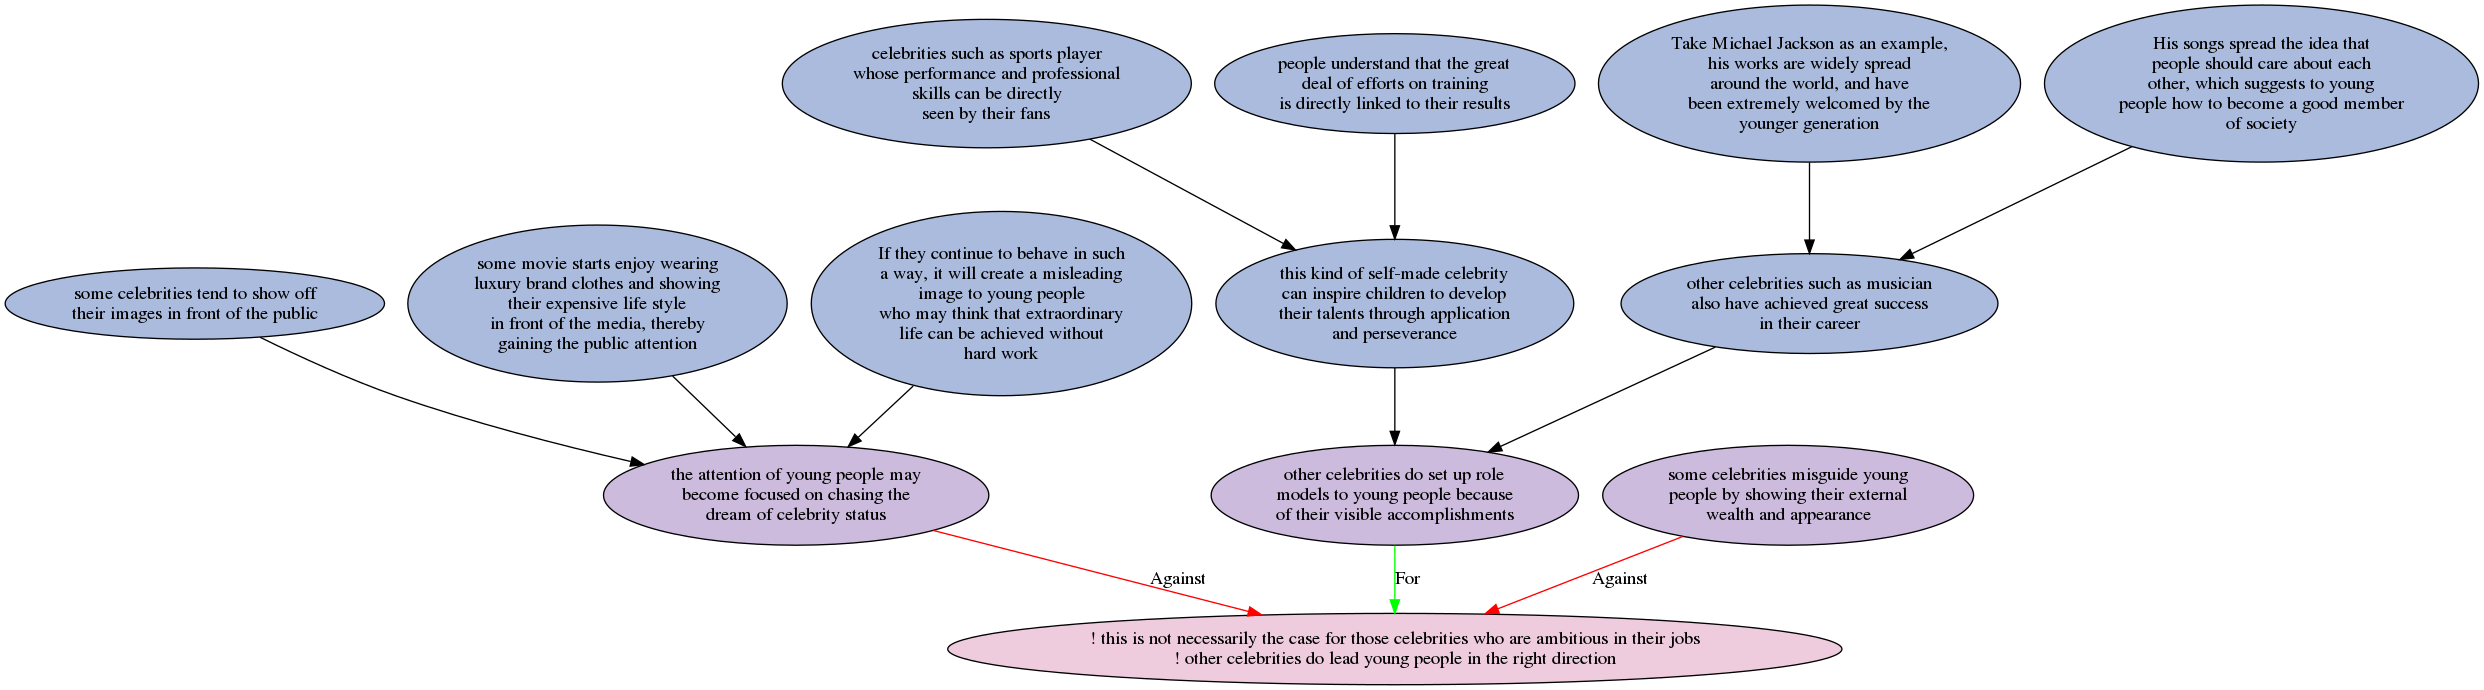 celebrities such as sports player
whose performance and professional
skills can be directly
seen by their fans
people understand that the great
deal of efforts on training
is directly linked to their results
Take Michael Jackson as an example,
his works are widely spread
around the world, and have
been extremely welcomed by the
younger generation
His songs spread the idea that
people should care about each
other, which suggests to young
people how to become a good member
of society
some celebrities tend to show off
their images in front of the public
some movie starts enjoy wearing
luxury brand clothes and showing
their expensive life style
in front of the media, thereby
gaining the public attention
If they continue to behave in such
a way, it will create a misleading
image to young people
who may think that extraordinary
life can be achieved without
hard work
this kind of self-made celebrity
can inspire children to develop
their talents through application
and perseverance
other celebrities such as musician
also have achieved great success
in their career
the attention of young people may
become focused on chasing the
dream of celebrity status
other celebrities do set up role
models to young people because
of their visible accomplishments
some celebrities misguide young
people by showing their external
wealth and appearance
Against
For
Against
! this is not necessarily the case for those celebrities who are ambitious in their jobs
! other celebrities do lead young people in the right direction